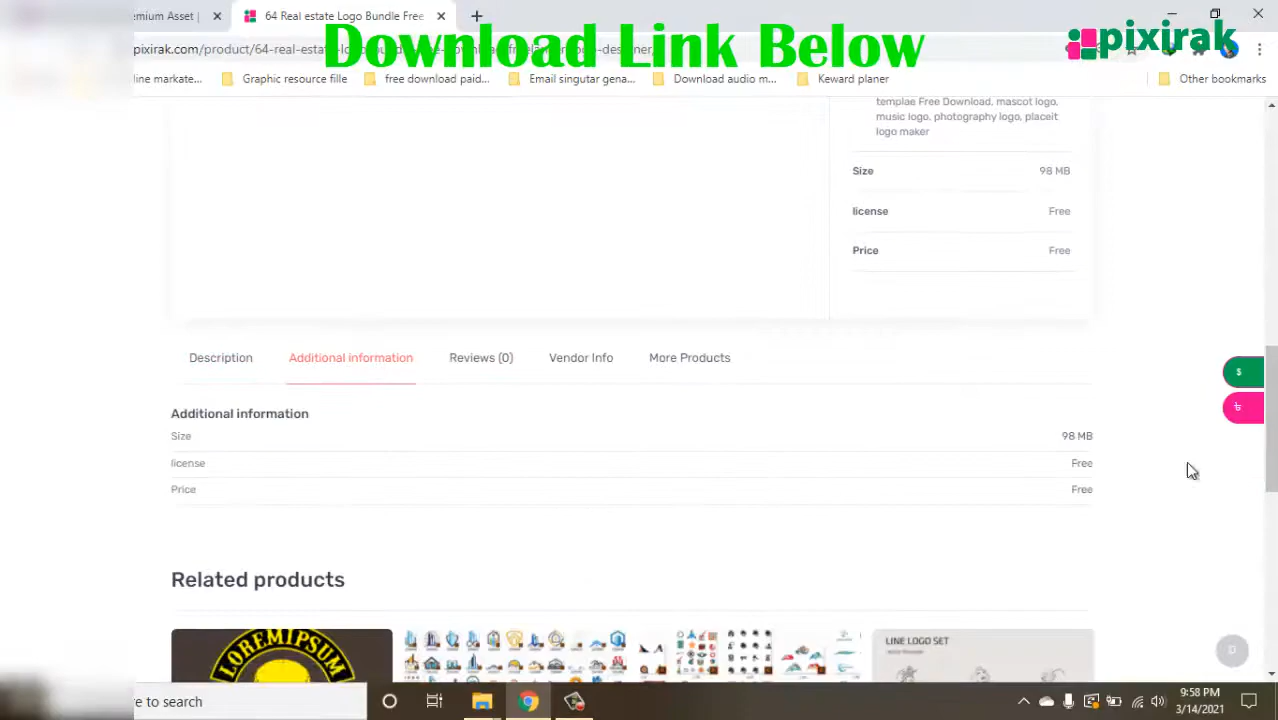 emium Asset |
64 Real estate Logo Bundle Free
Download Link Below
pixirak
pixirak.com/product/64-real-estate-lo
line markate...
Graphic resource fille
free download paid...
Email singutar gena...
Download audio m...
Keward planer
Other bookmarks
templae Free Download, mascot logo,
music logo, photography logo, placeit
logo maker
Size 98 MB
license Free
Price Free
Description
Additional information
Reviews (0)
Vendor Info
More Products
$
৳
Additional information
Size 98 MB
license Free
Price Free
Related products
LOREMIPSUM
LINE LOGO SET
re to search
9:58 PM
3/14/2021